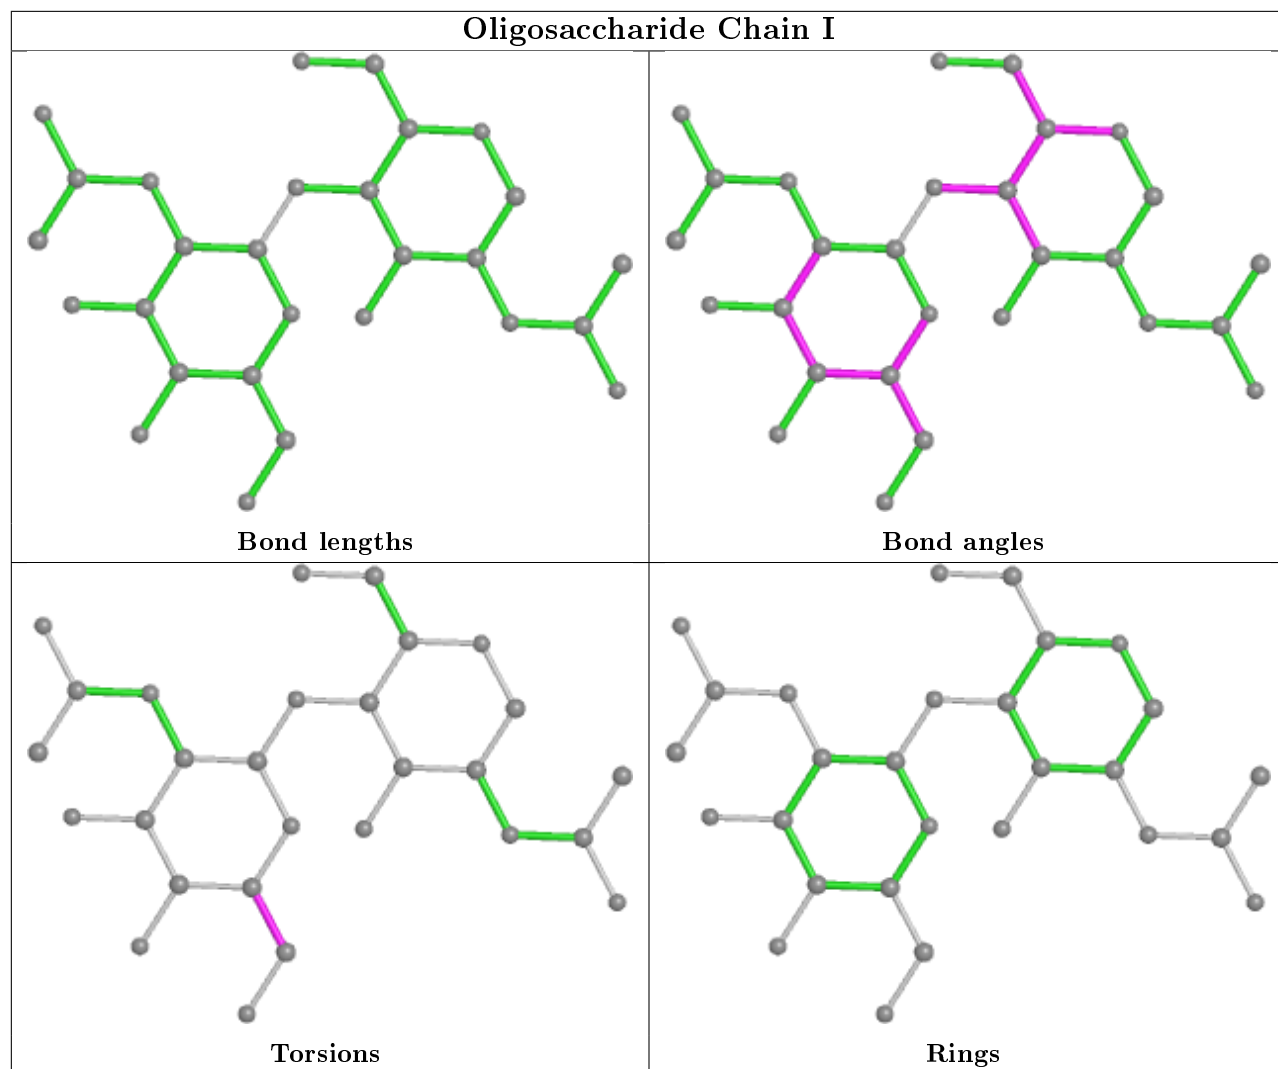 Oligosaccharide Chain I
Bond lengths
Bond angles
Torsions
Rings